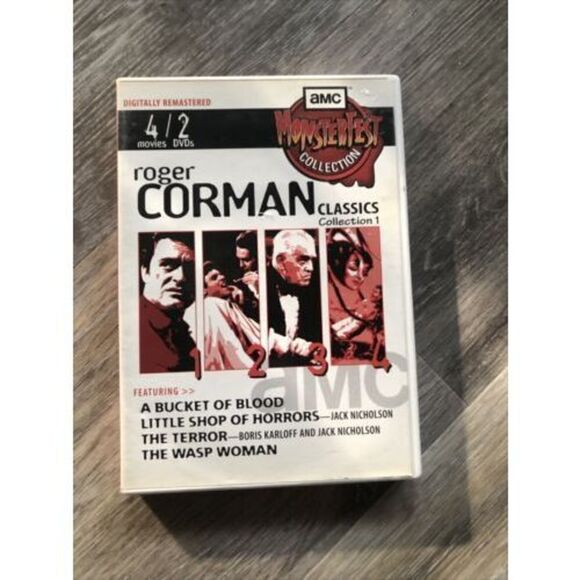 DIGITALLY REMASTERED
4 / 2
movies DVDs
amc
MONSTERFEST
COLLECTION
roger
CORMAN CLASSICS
Collection 1
1 2 3 4
amc
FEATURING >>
A BUCKET OF BLOOD
LITTLE SHOP OF HORRORS—JACK NICHOLSON
THE TERROR—BORIS KARLOFF AND JACK NICHOLSON
THE WASP WOMAN